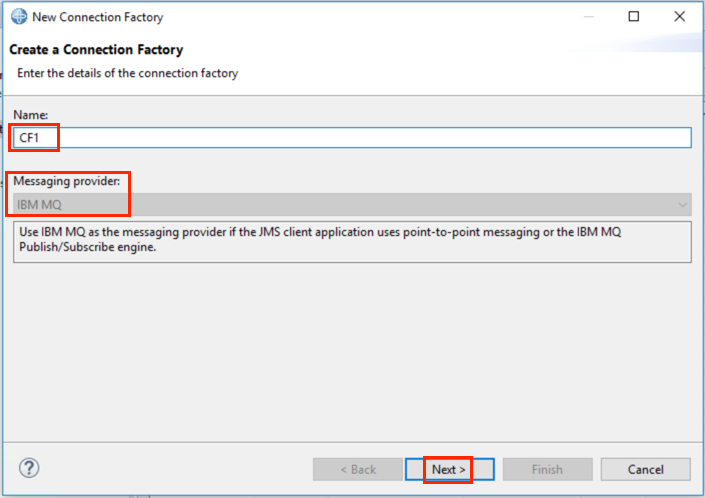 New Connection Factory
Create a Connection Factory
Enter the details of the connection factory
Name:
CF1
Messaging provider:
IBM MQ
Use IBM MQ as the messaging provider if the JMS client application uses point-to-point messaging or the IBM MQ
Publish/Subscribe engine.
?
< Back
Next >
Finish
Cancel